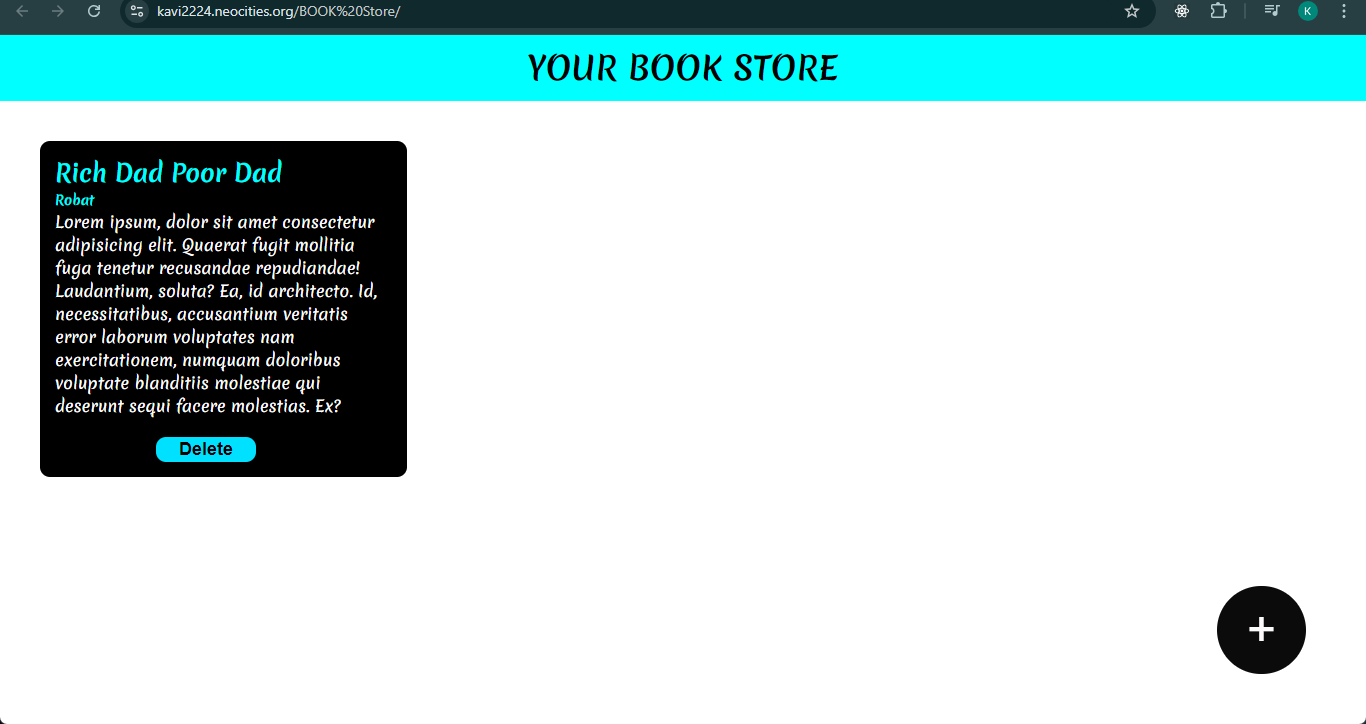 kavi2224.neocities.org/BOOK%20Store/
K
YOUR BOOK STORE
Rich Dad Poor Dad
Robat
Lorem ipsum, dolor sit amet consectetur
adipisicing elit. Quaerat fugit mollitia
fuga tenetur recusandae repudiandae!
Laudantium, soluta? Ea, id architecto. Id,
necessitatibus, accusantium veritatis
error laborum voluptates nam
exercitationem, numquam doloribus
voluptate blanditiis molestiae qui
deserunt sequi facere molestias. Ex?
Delete
+